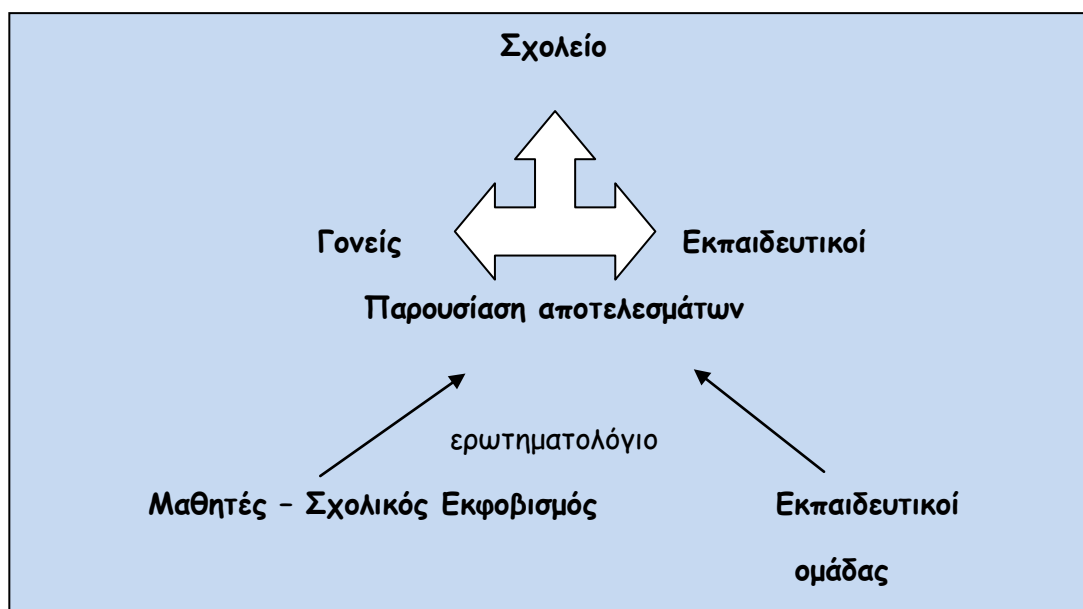 Σχολείο
Γονείς
Εκπαιδευτικοί
Παρουσίαση αποτελεσμάτων
ερωτηματολόγιο
Μαθητές – Σχολικός Εκφοβισμός
Εκπαιδευτικοί
ομάδας